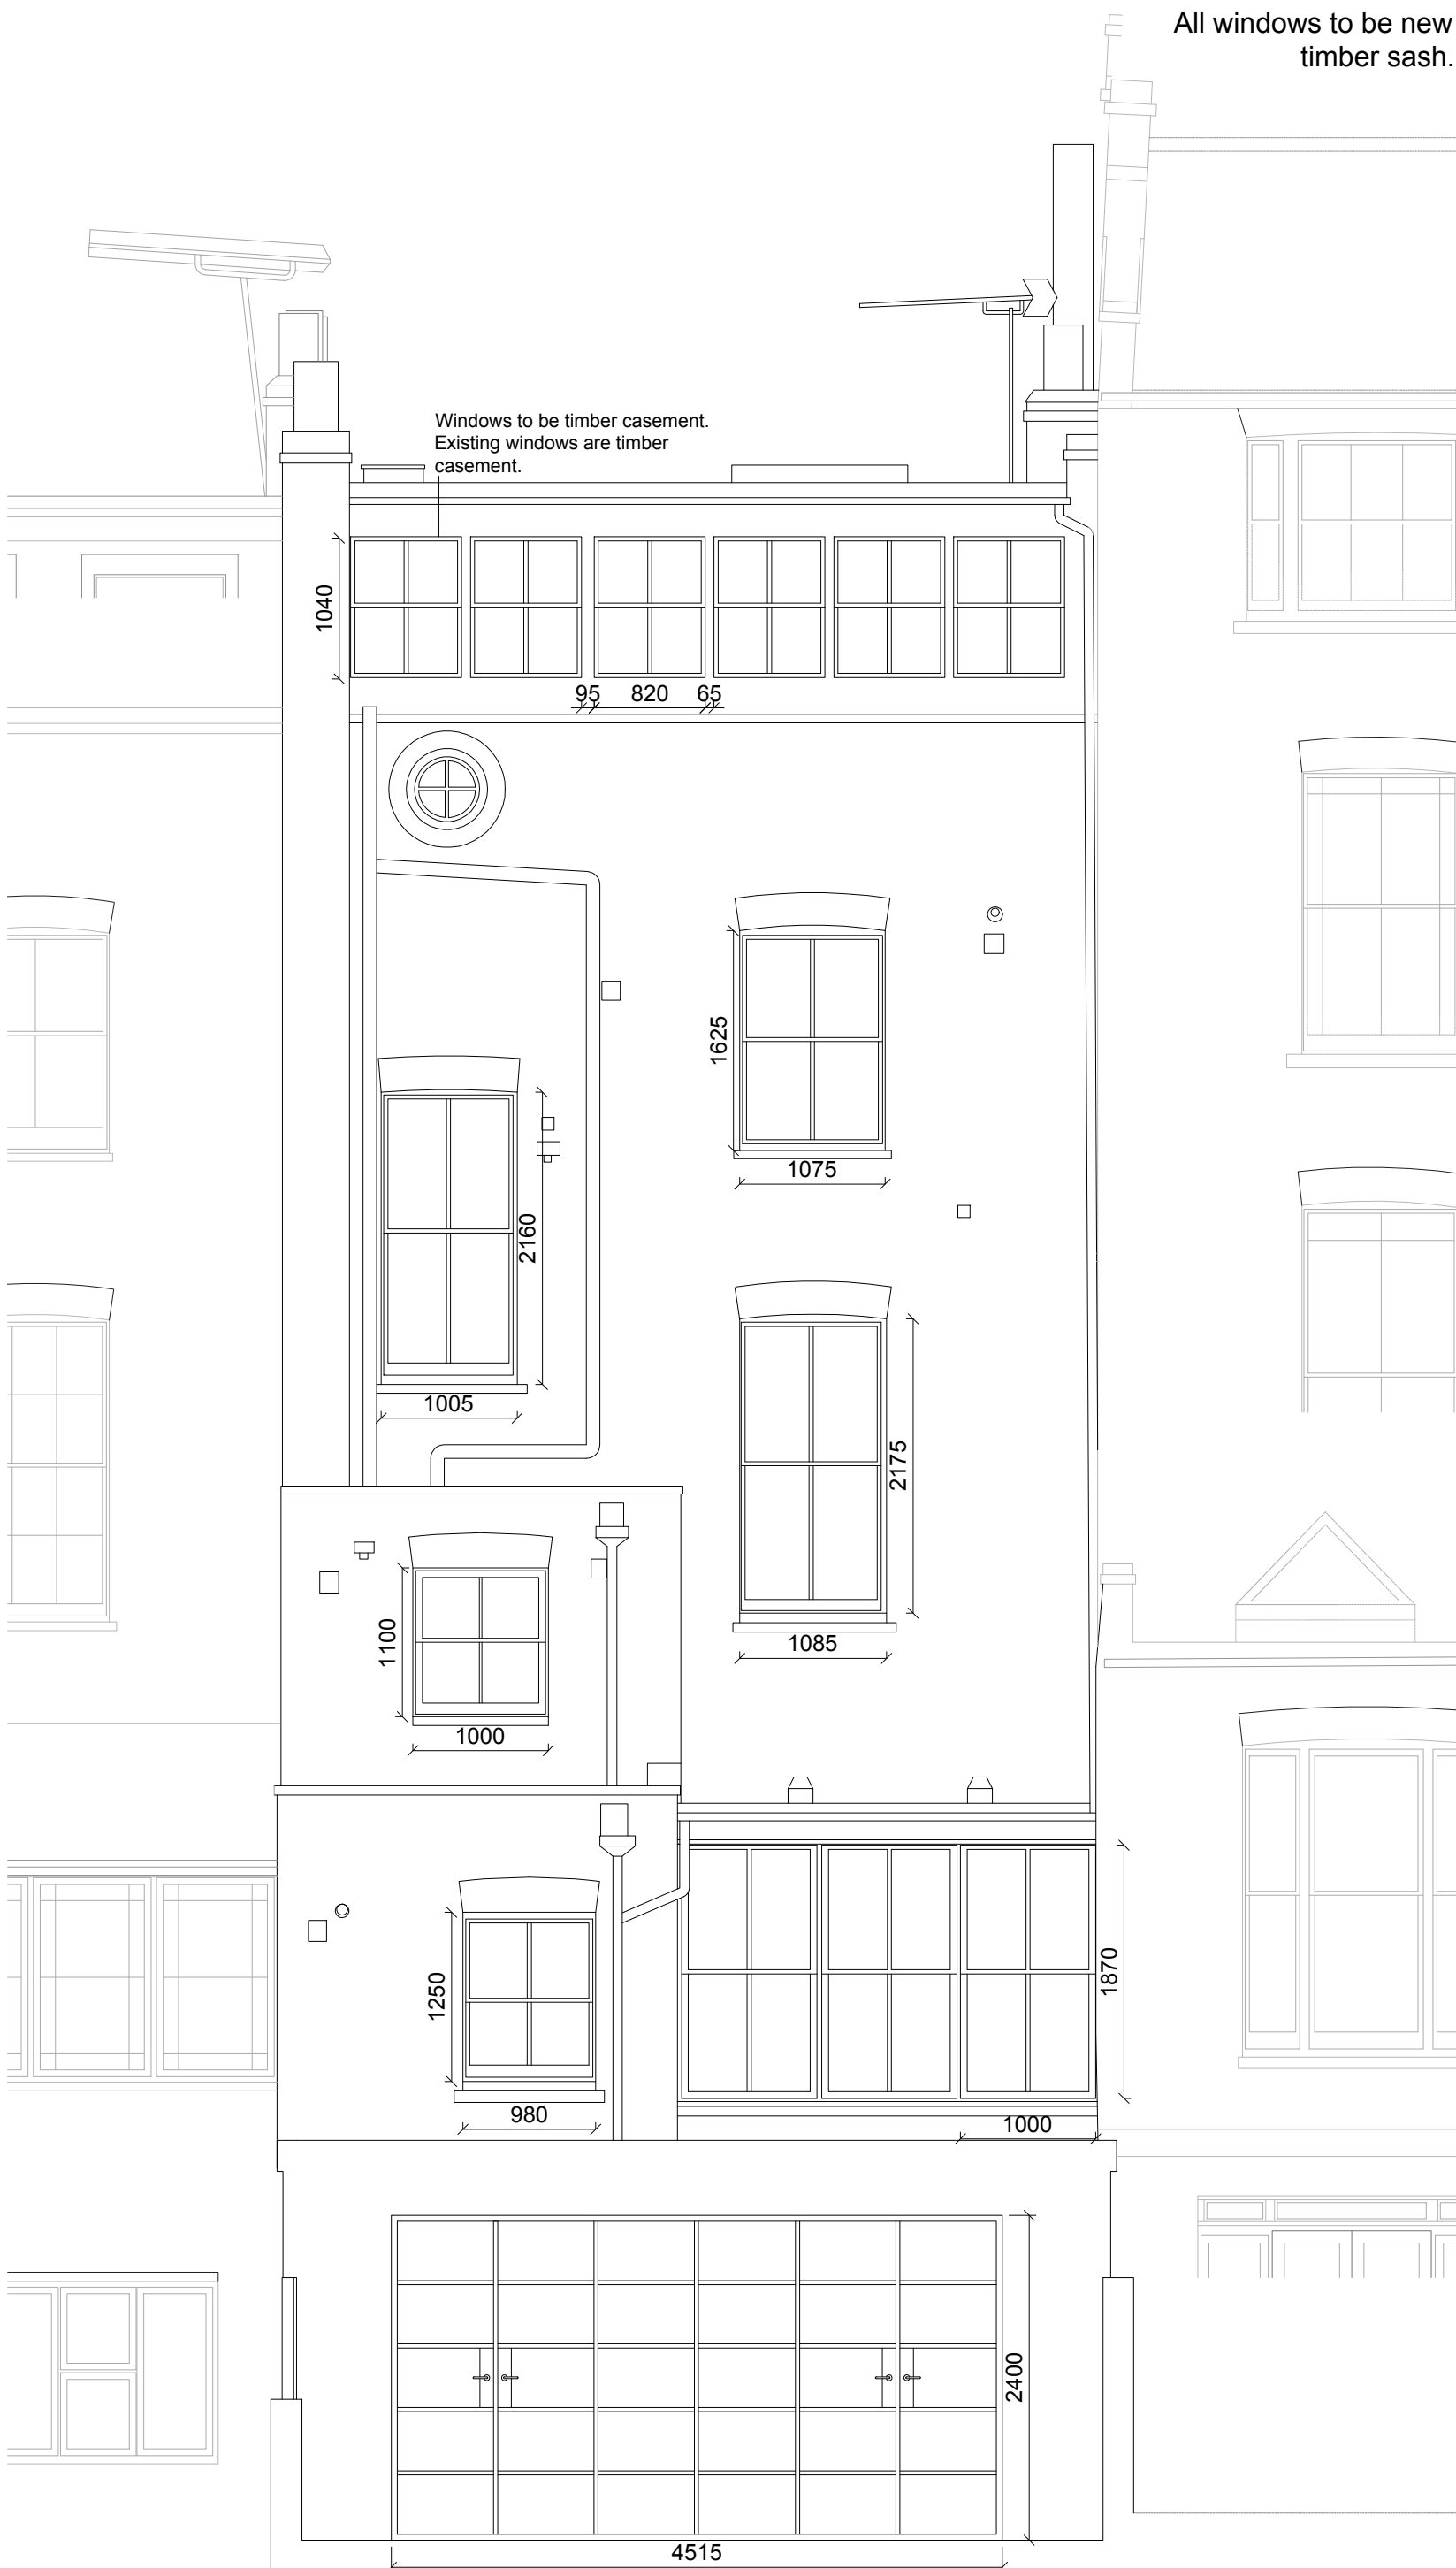 All windows to be new
timber sash.
Windows to be timber casement.
Existing windows are timber
casement.
1040
95 820 65
1625
1075
2160
1005
2175
1085
1100
1000
1250
980
1870
1000
2400
4515